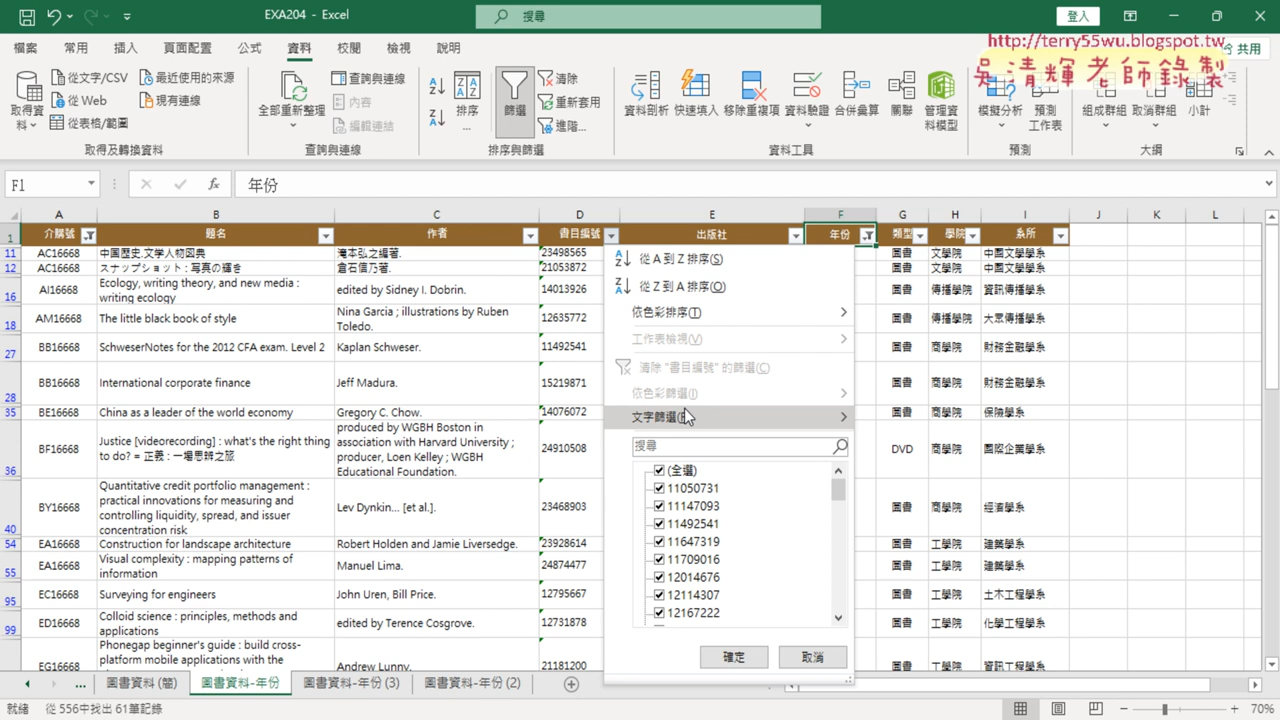 EXA204 - Excel
搜尋
登入
http://terry55wu.blogspot.tw
吳清輝老師錄製
檔案 常用 插入 頁面配置 公式 資料 校閱 檢視 說明
共用
取得資料
從文字/CSV
從 Web
從表格/範圍
最近使用的來源
現有連線
全部重新整理
查詢與連線
內容
編輯連結
排序...
篩選
清除
重新套用
進階...
資料剖析
快速填入
移除重複項
資料驗證
合併彙算
關聯
管理資料模型
模擬分析
預測工作表
組成群組
取消群組
小計
取得及轉換資料 查詢與連線 排序與篩選 資料工具 預測 大綱
F1 fx 年份
A B C D E F G H I J K L
1 介購號 題名 作者 書目編號 出版社 年份 類型 學院 系所
11 AC16668 中国歴史.文学人物図典 瀧本弘之編著. 23498565 圖書 文學院 中國文學學系
12 AC16668 スナップショット : 写真の輝き 倉石信乃著. 21053872 圖書 文學院 中國文學學系
16 AI16668 Ecology, writing theory, and new media : writing ecology edited by Sidney I. Dobrin. 14013926 圖書 傳播學院 資訊傳播學系
18 AM16668 The little black book of style Nina Garcia ; illustrations by Ruben Toledo. 12635772 圖書 傳播學院 大眾傳播學系
27 BB16668 SchweserNotes for the 2012 CFA exam. Level 2 Kaplan Schweser. 11492541 圖書 商學院 財務金融學系
28 BB16668 International corporate finance Jeff Madura. 15219871 圖書 商學院 財務金融學系
35 BE16668 China as a leader of the world economy Gregory C. Chow. 14076072 圖書 商學院 保險學系
36 BF16668 Justice [videorecording] : what's the right thing to do? = 正義 : 一場思辨之旅 produced by WGBH Boston in association with Harvard University ; producer, Loen Kelley ; WGBH Educational Foundation. 24910508 DVD 商學院 國際企業學系
40 BY16668 Quantitative credit portfolio management : practical innovations for measuring and controlling liquidity, spread, and issuer concentration risk Lev Dynkin... [et al.]. 23468903 圖書 商學院 經濟學系
54 EA16668 Construction for landscape architecture Robert Holden and Jamie Liversedge. 23928614 圖書 工學院 建築學系
55 EA16668 Visual complexity : mapping patterns of information Manuel Lima. 24874477 圖書 工學院 建築學系
95 EC16668 Surveying for engineers John Uren, Bill Price. 12795667 圖書 工學院 土木工程學系
99 ED16668 Colloid science : principles, methods and applications edited by Terence Cosgrove. 12731878 圖書 工學院 化學工程學系
EG16668 Phonegap beginner's guide : build cross-platform mobile applications with the Andrew Lunny. 21181200 圖書 工學院 資訊工程學系
從 A 到 Z 排序(S)
從 Z 到 A 排序(O)
依色彩排序(T)
工作表檢視(V)
清除 "書目編號" 的篩選(C)
依色彩篩選(I)
文字篩選
搜尋
(全選)
11050731
11147093
11492541
11647319
11709016
12014676
12114307
12167222
確定 取消
... 圖書資料 (簡) 圖書資料-年份 圖書資料-年份 (3) 圖書資料-年份 (2)
就緒 從 556中找出 61筆記錄 70%